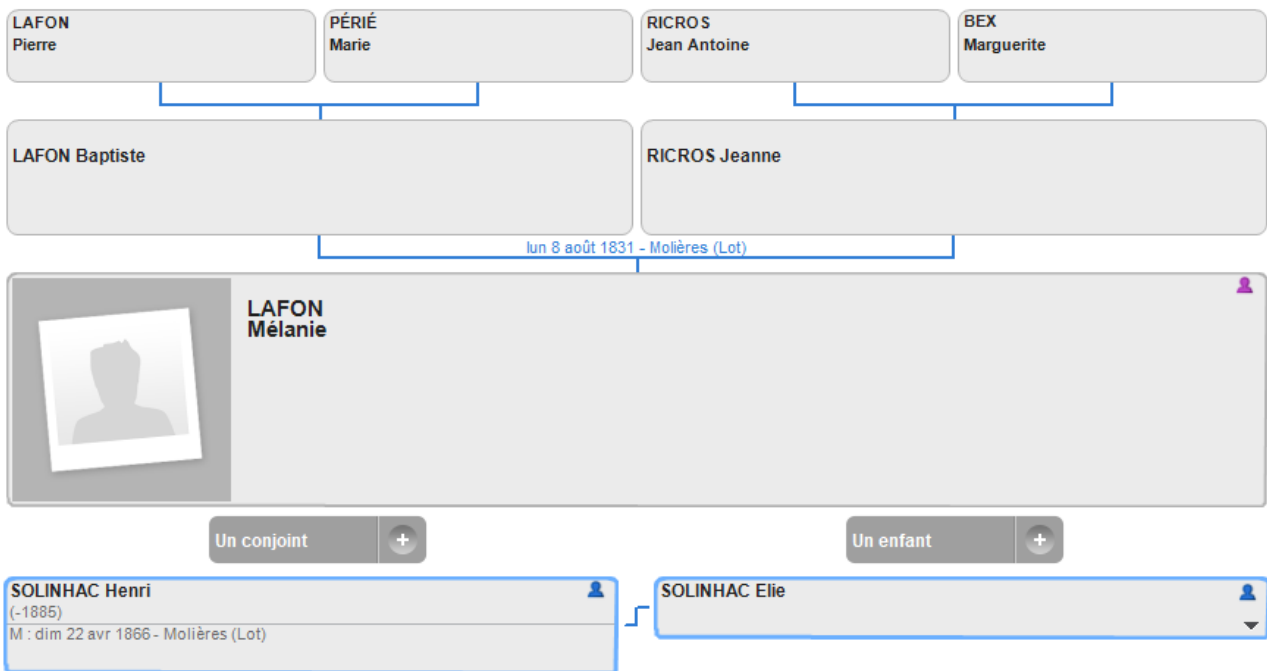 LAFON
Pierre
PÉRIÉ
Marie
RICROS
Jean Antoine
BEX
Marguerite
LAFON Baptiste
RICROS Jeanne
lun 8 août 1831 - Molières (Lot)
LAFON
Mélanie
Un conjoint +
Un enfant +
SOLINHAC Henri
(-1885)
M : dim 22 avr 1866 - Molières (Lot)
SOLINHAC Elie